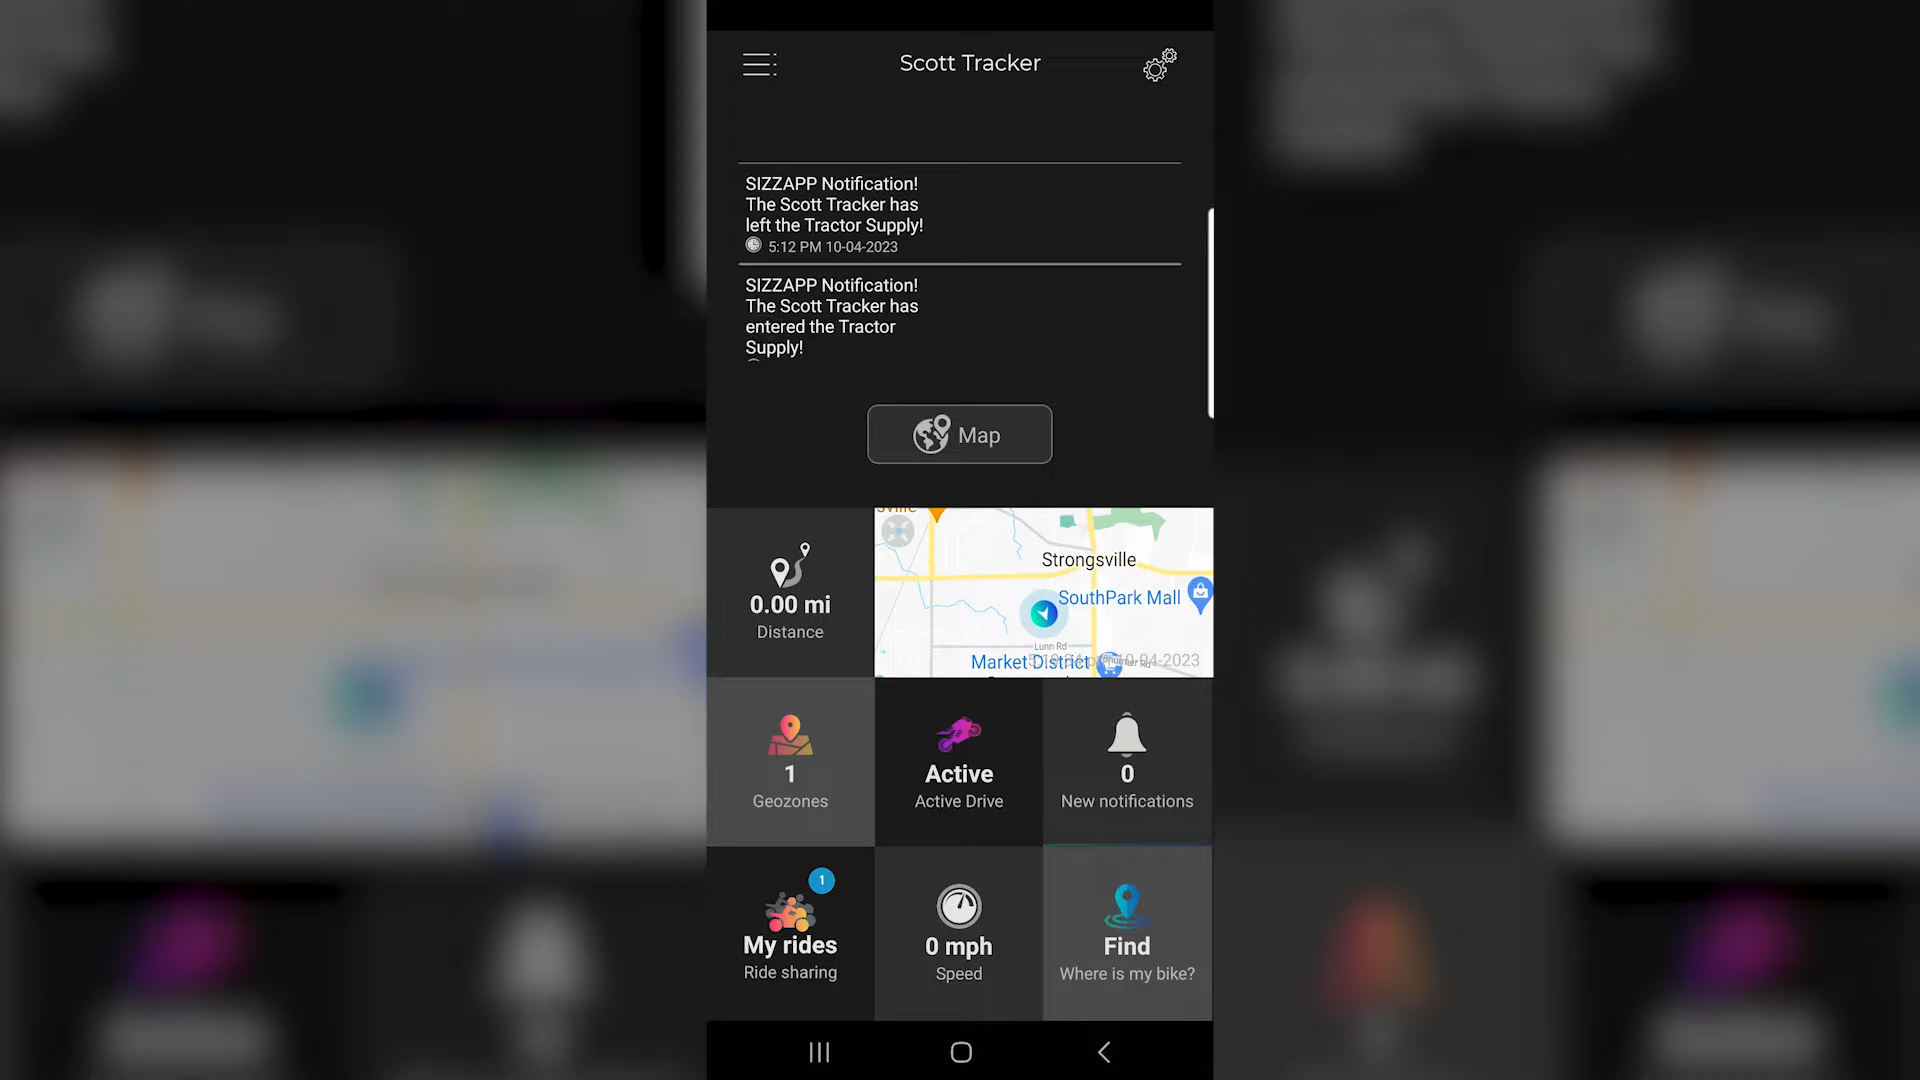 Scott Tracker
SIZZAPP Notification!
The Scott Tracker has
left the Tractor Supply!
5:12 PM 10-04-2023
SIZZAPP Notification!
The Scott Tracker has
entered the Tractor
Supply!
Map
0.00 mi
Distance
Strongsville
SouthPark Mall
Lunn Rd
Market District
1
Geozones
Active
Active Drive
0
New notifications
1
My rides
Ride sharing
0 mph
Speed
Find
Where is my bike?